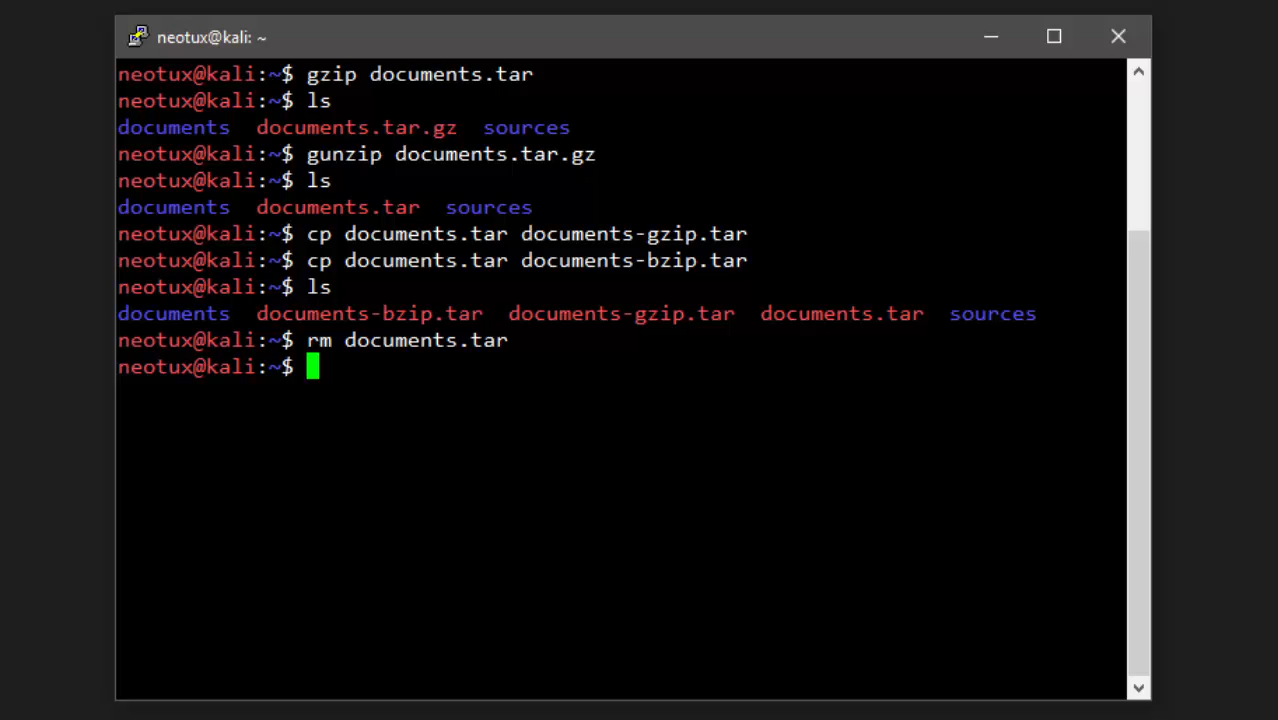 neotux@kali: ~
neotux@kali:~$ gzip documents.tar
neotux@kali:~$ ls
documents  documents.tar.gz  sources
neotux@kali:~$ gunzip documents.tar.gz
neotux@kali:~$ ls
documents  documents.tar  sources
neotux@kali:~$ cp documents.tar documents-gzip.tar
neotux@kali:~$ cp documents.tar documents-bzip.tar
neotux@kali:~$ ls
documents  documents-bzip.tar  documents-gzip.tar  documents.tar  sources
neotux@kali:~$ rm documents.tar
neotux@kali:~$